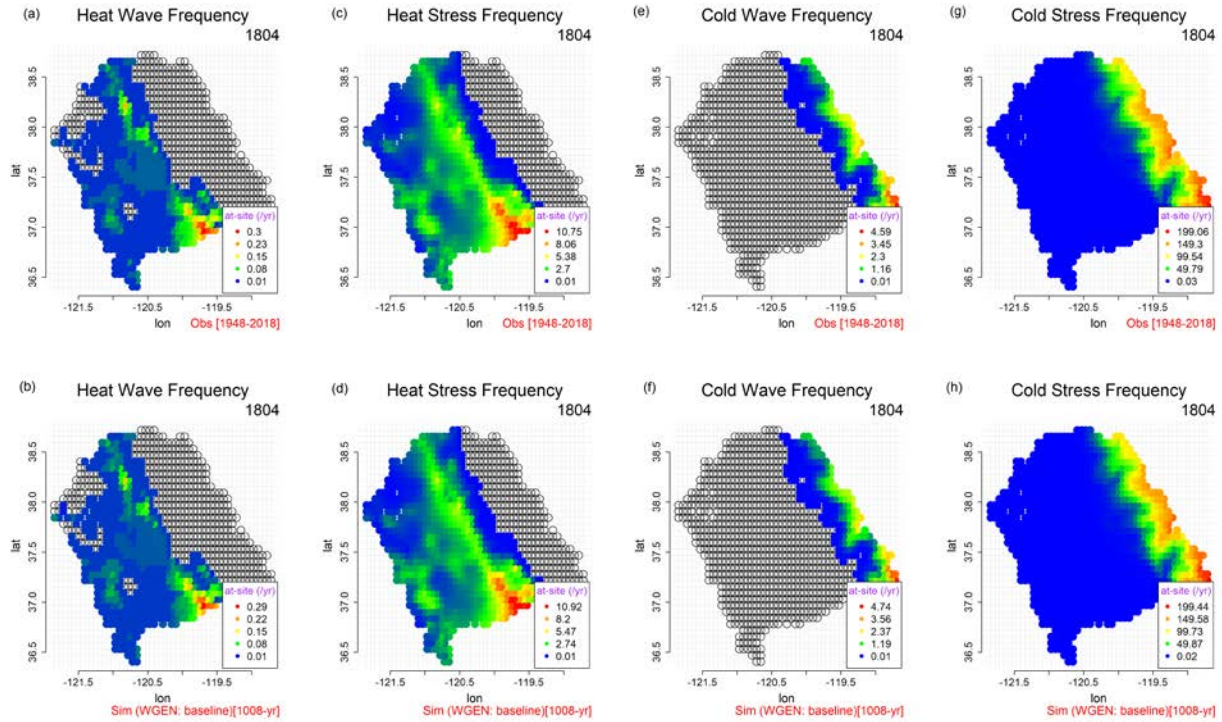 (a)
Heat Wave Frequency
1804
lat
38.5
38.0
37.5
37.0
36.5
at-site (/yr)
0.3
0.23
0.15
0.08
0.01
-121.5
-120.5
-119.5
lon
Obs [1948-2018]
(c)
Heat Stress Frequency
1804
lat
38.5
38.0
37.5
37.0
36.5
at-site (/yr)
10.75
8.06
5.38
2.7
0.01
-121.5
-120.5
-119.5
lon
Obs [1948-2018]
(e)
Cold Wave Frequency
1804
lat
38.5
38.0
37.5
37.0
36.5
at-site (/yr)
4.59
3.45
2.3
1.16
0.01
-121.5
-120.5
-119.5
lon
Obs [1948-2018]
(g)
Cold Stress Frequency
1804
lat
38.5
38.0
37.5
37.0
36.5
at-site (/yr)
199.06
149.3
99.54
49.79
0.03
-121.5
-120.5
-119.5
lon
Obs [1948-2018]
(b)
Heat Wave Frequency
1804
lat
38.5
38.0
37.5
37.0
36.5
at-site (/yr)
0.29
0.22
0.15
0.08
0.01
-121.5
-120.5
-119.5
lon
Sim (WGEN: baseline)[1008-yr]
(d)
Heat Stress Frequency
1804
lat
38.5
38.0
37.5
37.0
36.5
at-site (/yr)
10.92
8.2
5.47
2.74
0.01
-121.5
-120.5
-119.5
lon
Sim (WGEN: baseline)[1008-yr]
(f)
Cold Wave Frequency
1804
lat
38.5
38.0
37.5
37.0
36.5
at-site (/yr)
4.74
3.56
2.37
1.19
0.01
-121.5
-120.5
-119.5
lon
Sim (WGEN: baseline)[1008-yr]
(h)
Cold Stress Frequency
1804
lat
38.5
38.0
37.5
37.0
36.5
at-site (/yr)
199.44
149.58
99.73
49.87
0.02
-121.5
-120.5
-119.5
lon
Sim (WGEN: baseline)[1008-yr]